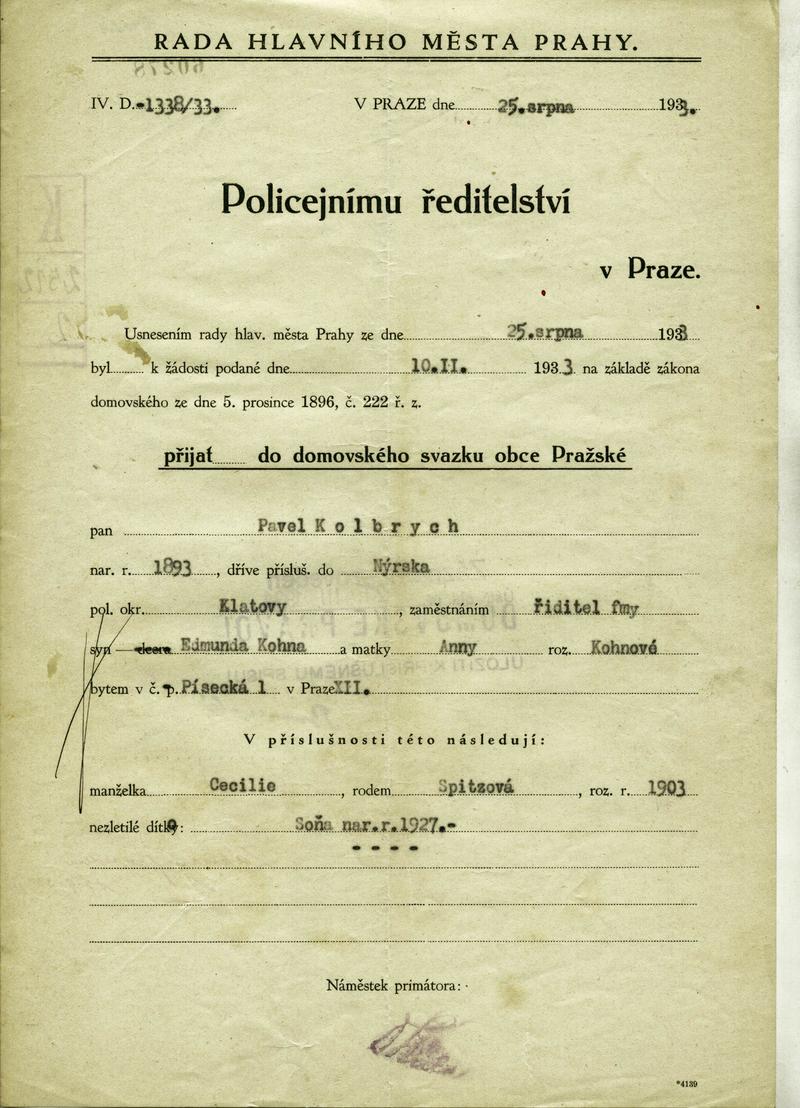 RADA HLAVNÍHO MĚSTA PRAHY.
60278
IV. D. -1338/33. V PRAZE dne 25.srpna 1933.
Policejnímu ředitelství
v Praze.
Usnesením rady hlav. města Prahy ze dne 25.srpna 1933
byl k žádosti podané dne 10.II. 1933 na základě zákona
domovského ze dne 5. prosince 1896, č. 222 ř. z.
přijat do domovského svazku obce Pražské
pan Pavel K o l b r y c h
nar. r. 1893, dříve přísluš. do Nýrska
pol. okr. Klatovy, zaměstnáním řiditel fmy
syn — dcera Edmunda Kohna a matky Anny roz. Kohnové
bytem v č. p. Písecká 1 v Praze XII.
V příslušnosti této následují:
manželka Cecilie, rodem Spitzová, roz. r. 1903
nezletilé dítko: Soňa nar.r.1927.-
- - - -
Náměstek primátora:
*4139